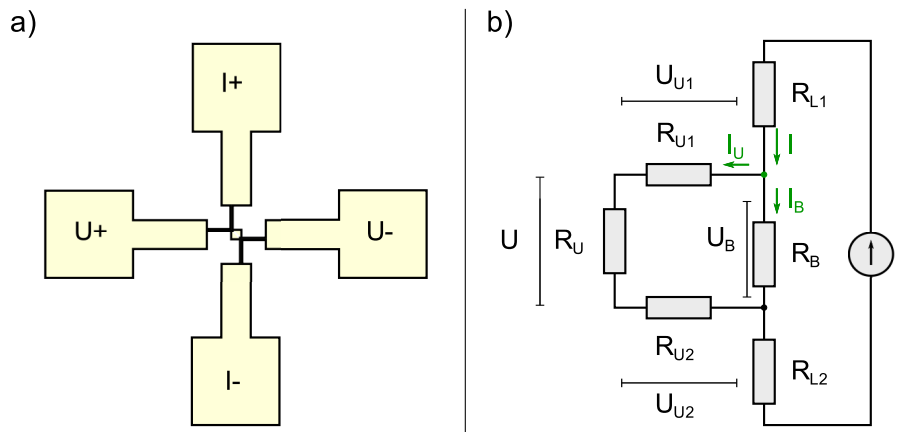 a)
I+
U+
U-
I-
b)
U_U1
R_L1
R_U1
I_U
I
I_B
U
R_U
U_B
R_B
R_U2
R_L2
U_U2